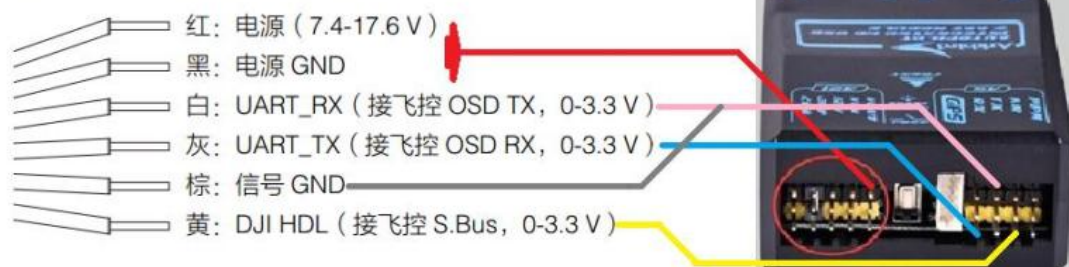 红：电源（7.4-17.6 V）
黑：电源 GND
白：UART_RX（接飞控 OSD TX，0-3.3 V）
灰：UART_TX（接飞控 OSD RX，0-3.3 V）
棕：信号 GND
黄：DJI HDL（接飞控 S.Bus，0-3.3 V）